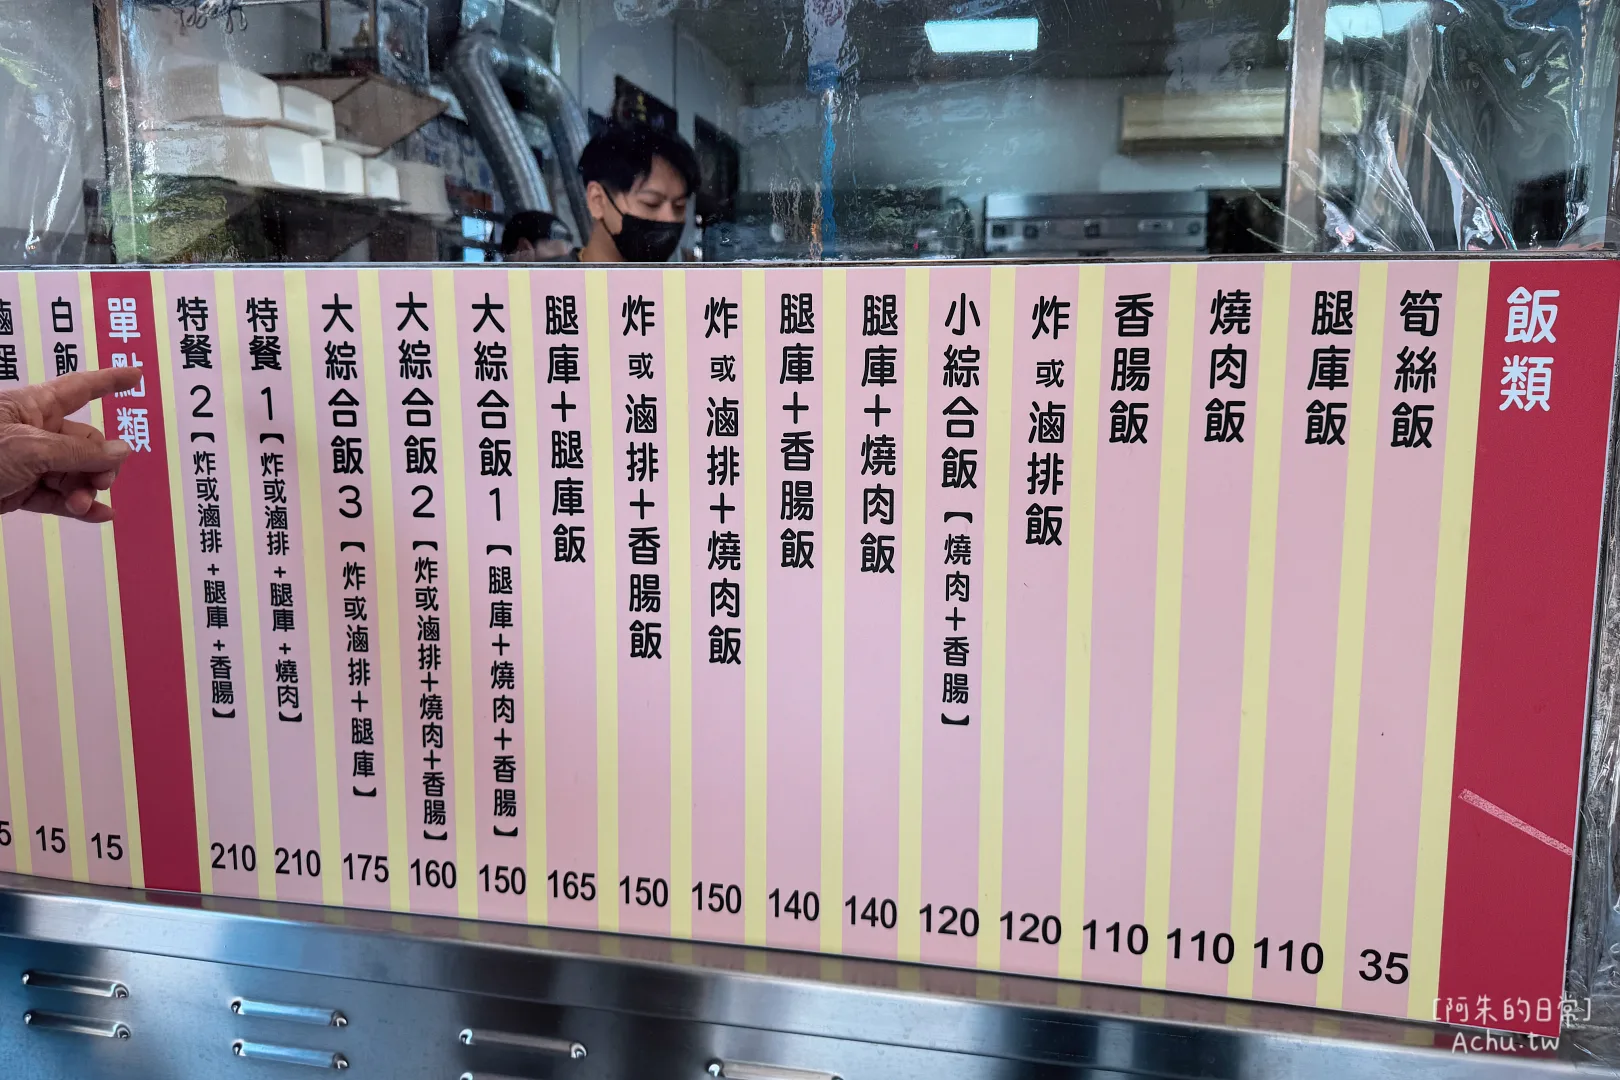 飯類
筍絲飯 35
腿庫飯 110
燒肉飯 110
香腸飯 110
炸或滷排飯 120
小綜合飯【燒肉+香腸】 120
腿庫+燒肉飯 140
腿庫+香腸飯 140
炸或滷排+燒肉飯 150
炸或滷排+香腸飯 150
腿庫+腿庫飯 165
大綜合飯1【腿庫+燒肉+香腸】 150
大綜合飯2【炸或滷排+燒肉+香腸】 160
大綜合飯3【炸或滷排+腿庫】 175
特餐1【炸或滷排+腿庫+燒肉】 210
特餐2【炸或滷排+腿庫+香腸】 210
單點類
白飯 15
滷蛋 15
[阿朱的日常]
Achu.tw